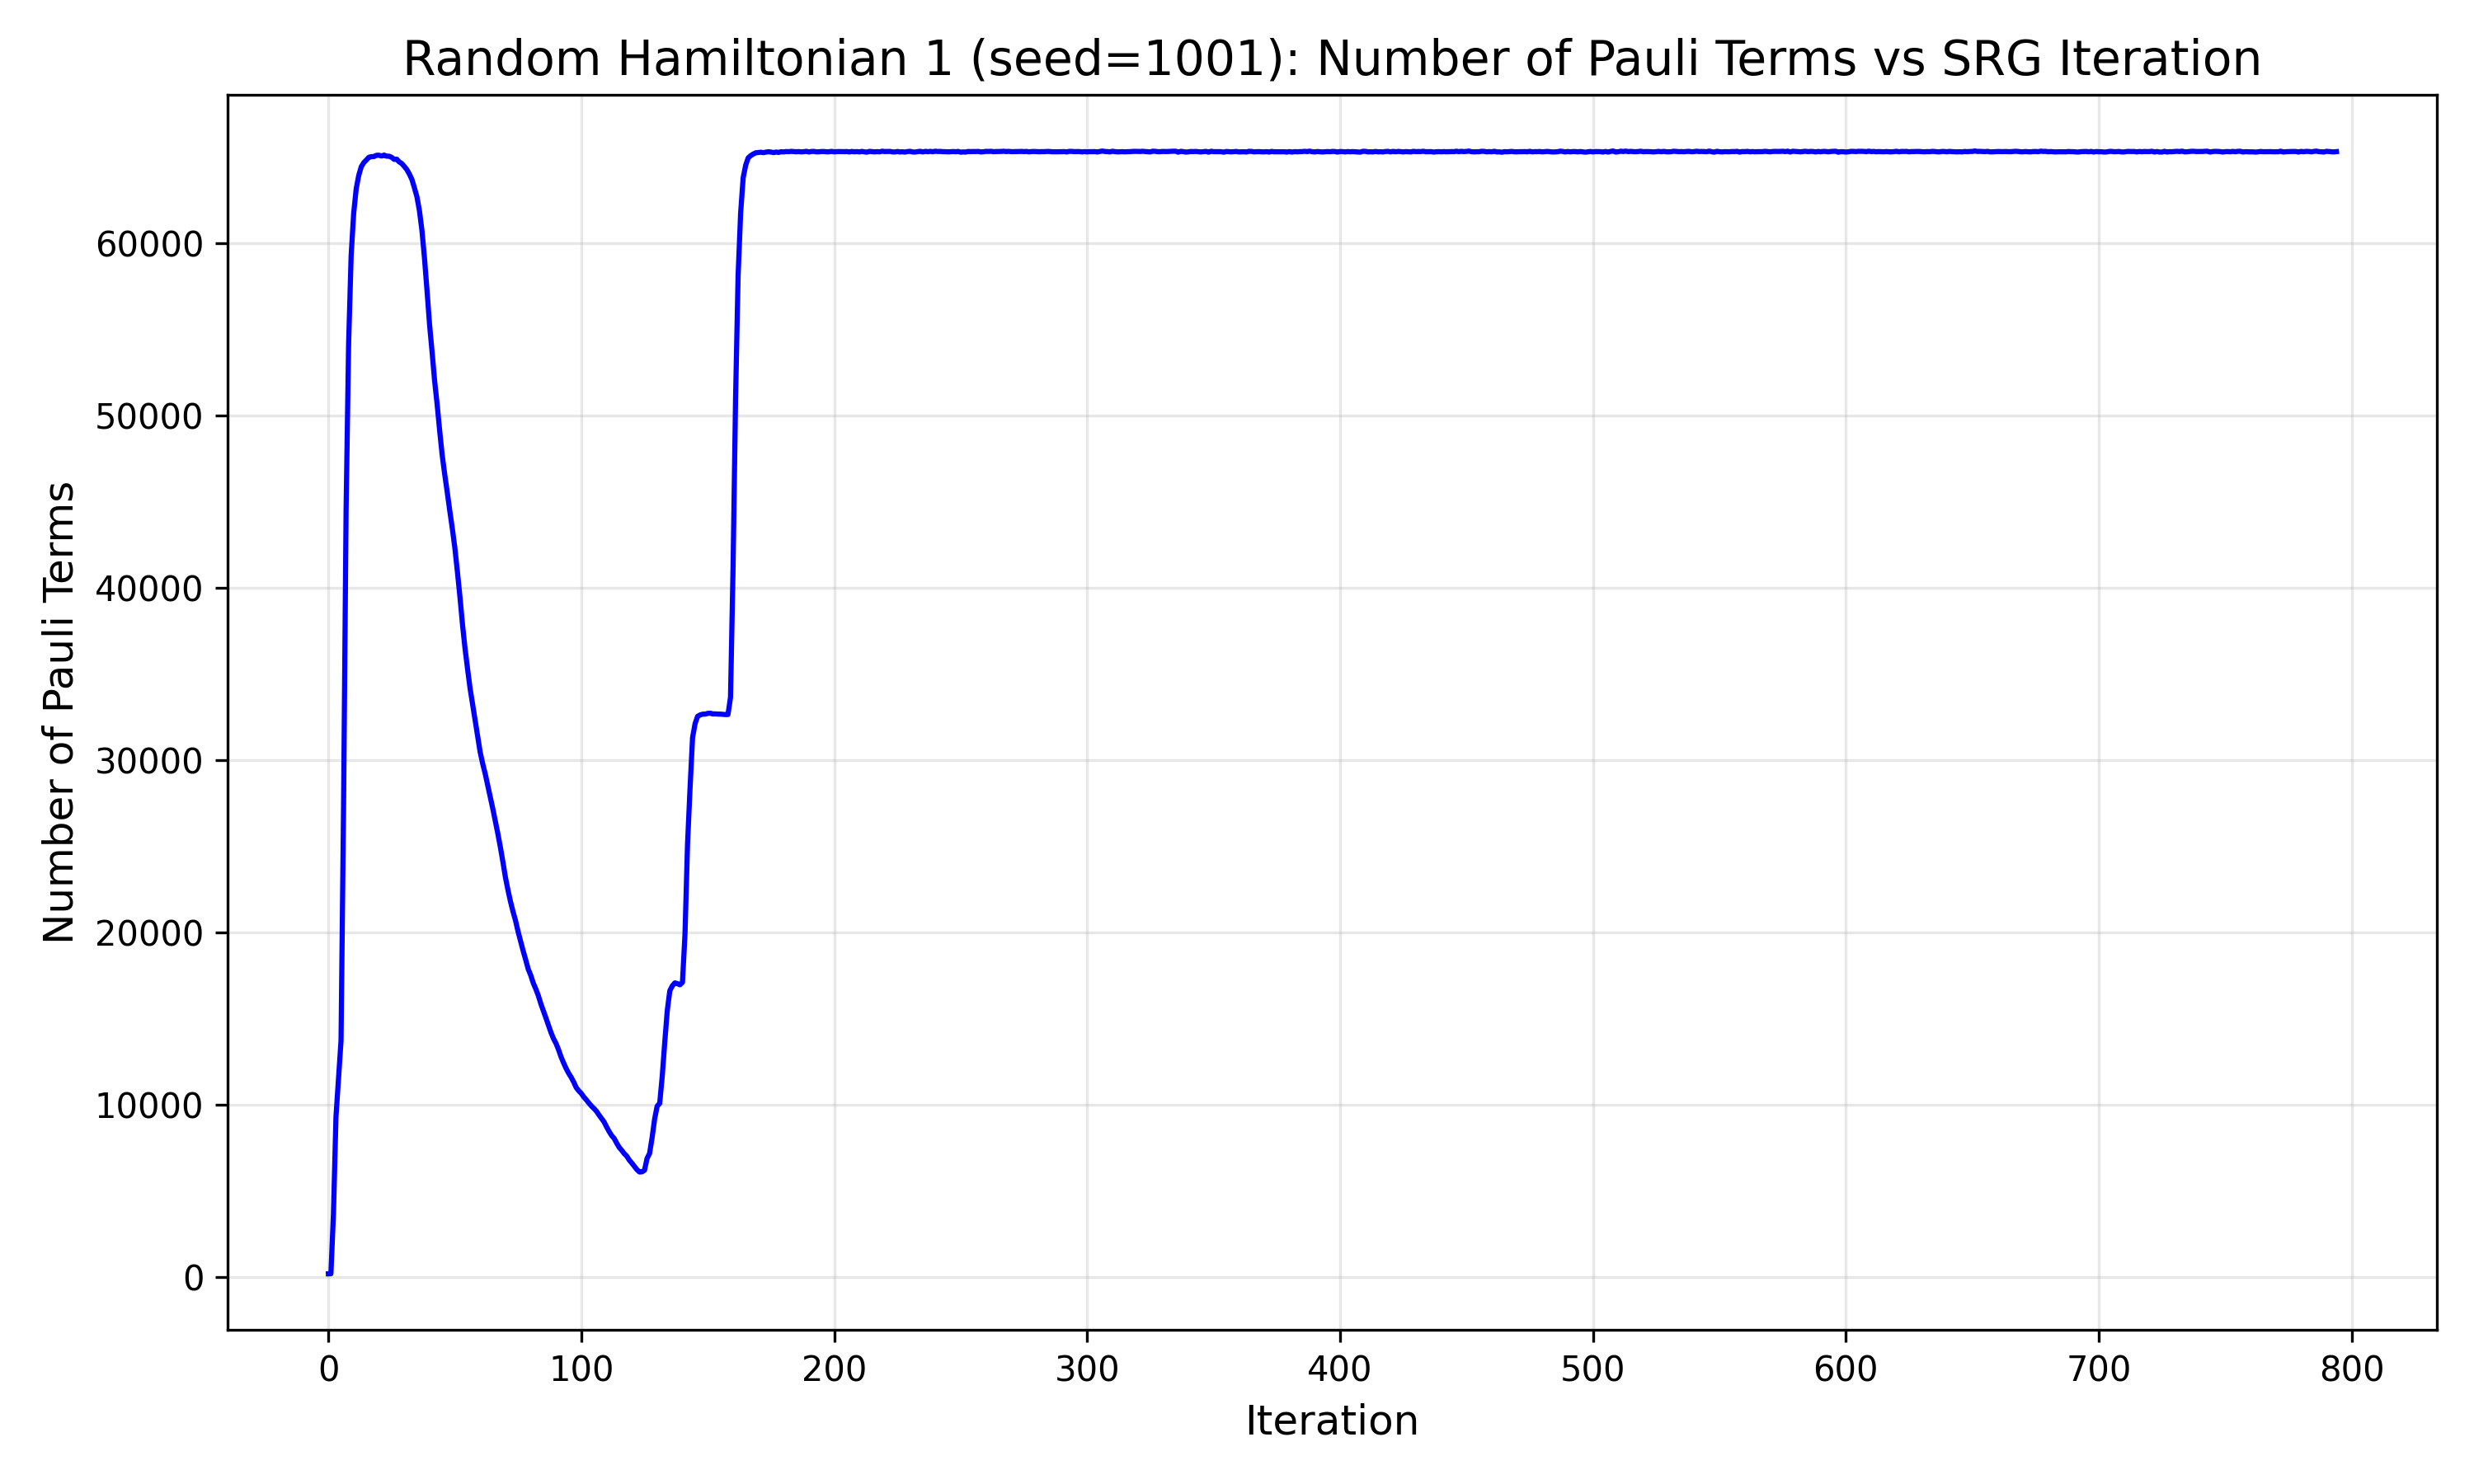 Random Hamiltonian 1 (seed=1001): Number of Pauli Terms vs SRG Iteration
Number of Pauli Terms
60000
50000
40000
30000
20000
10000
0
0 100 200 300 400 500 600 700 800
Iteration